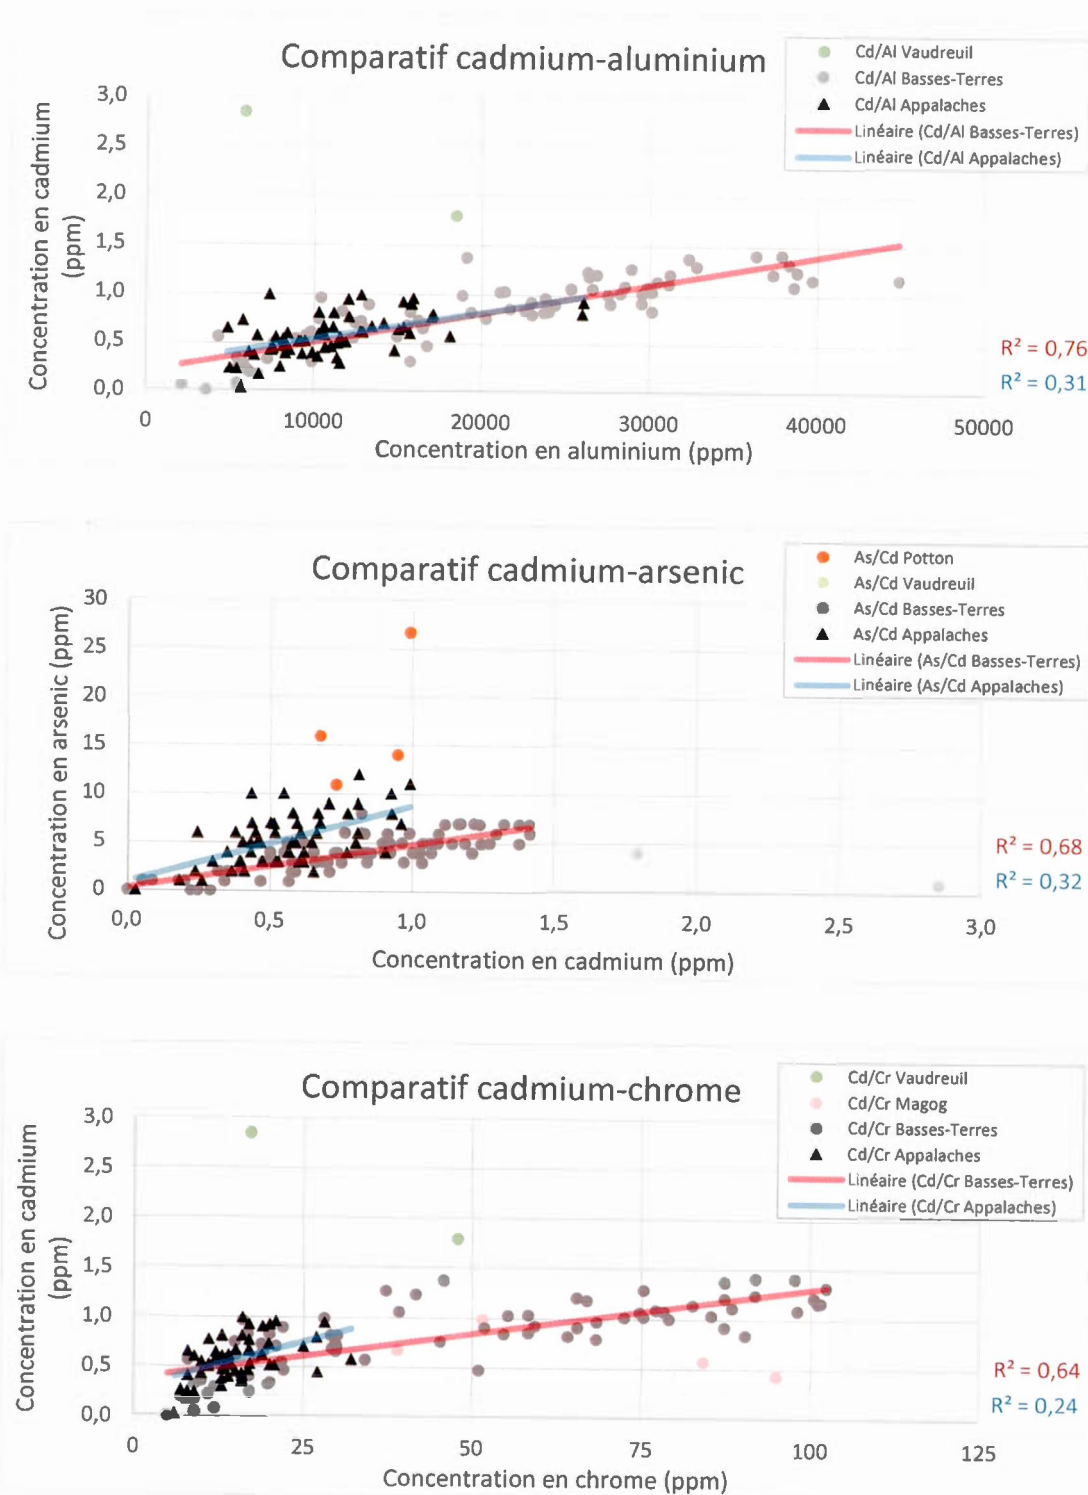 Comparatif cadmium-aluminium
Cd/Al Vaudreuil
Cd/Al Basses-Terres
Cd/Al Appalaches
Linéaire (Cd/Al Basses-Terres)
Linéaire (Cd/Al Appalaches)
Concentration en cadmium
(ppm)
3,0
2,5
2,0
1,5
1,0
0,5
0,0
R² = 0,76
R² = 0,31
0
10000
20000
30000
40000
50000
Concentration en aluminium (ppm)
Comparatif cadmium-arsenic
As/Cd Potton
As/Cd Vaudreuil
As/Cd Basses-Terres
As/Cd Appalaches
Linéaire (As/Cd Basses-Terres)
Linéaire (As/Cd Appalaches)
Concentration en arsenic (ppm)
30
25
20
15
10
5
0
R² = 0,68
R² = 0,32
0,0
0,5
1,0
1,5
2,0
2,5
3,0
Concentration en cadmium (ppm)
Comparatif cadmium-chrome
Cd/Cr Vaudreuil
Cd/Cr Magog
Cd/Cr Basses-Terres
Cd/Cr Appalaches
Linéaire (Cd/Cr Basses-Terres)
Linéaire (Cd/Cr Appalaches)
Concentration en cadmium
(ppm)
3,0
2,5
2,0
1,5
1,0
0,5
0,0
R² = 0,64
R² = 0,24
0
25
50
75
100
125
Concentration en chrome (ppm)